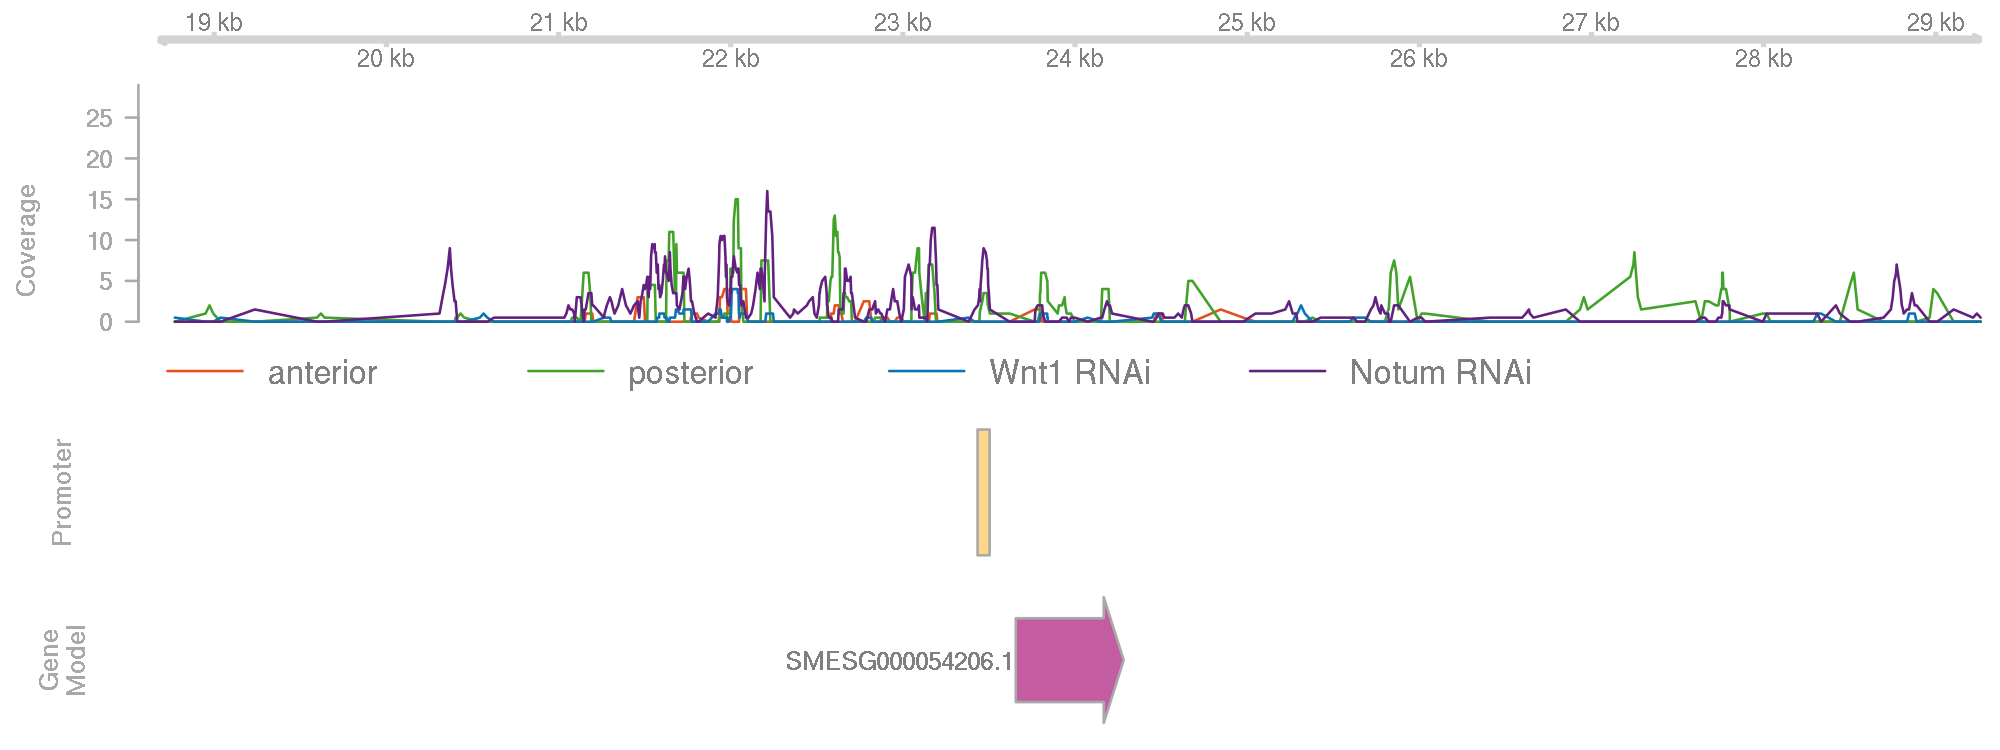 19 kb 21 kb 23 kb 25 kb 27 kb 29 kb
20 kb 22 kb 24 kb 26 kb 28 kb
Coverage
25
20
15
10
5
0
anterior posterior Wnt1 RNAi Notum RNAi
Promoter
Gene
Model
SMESG000054206.1